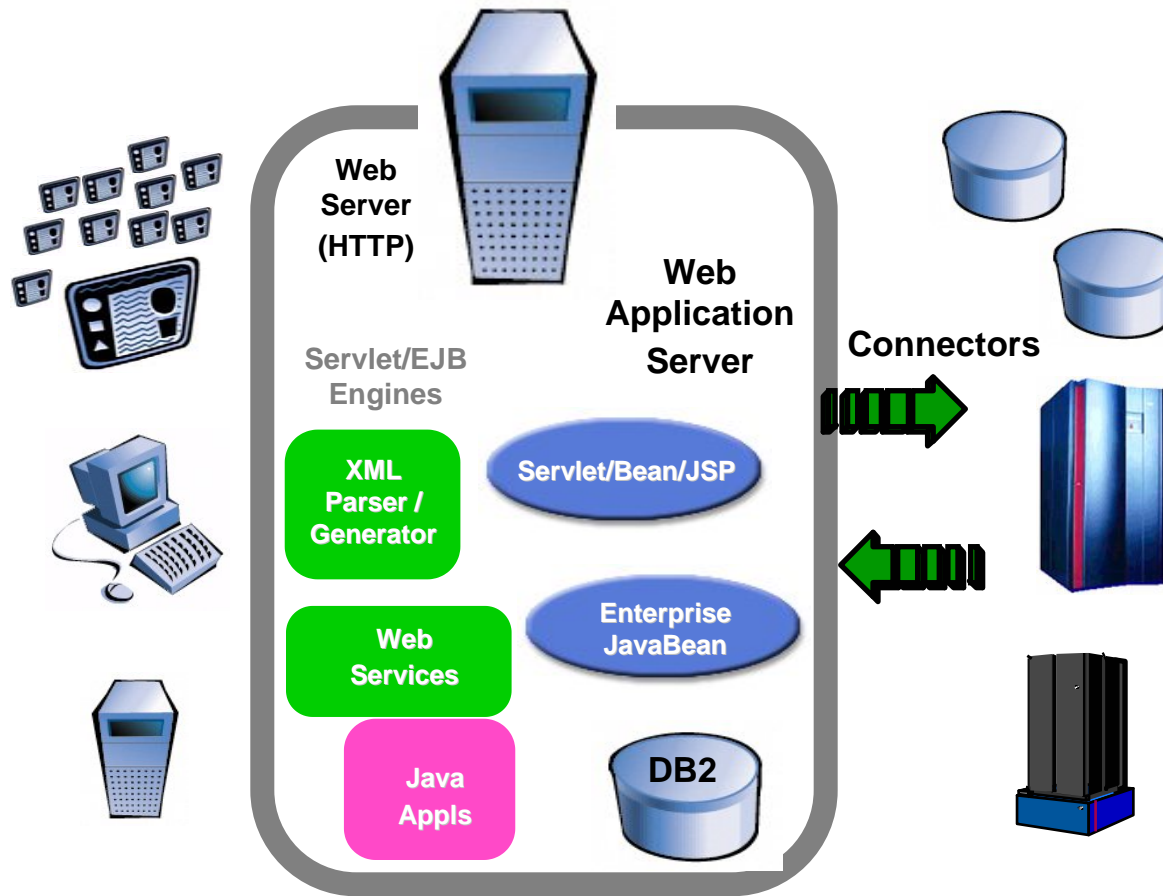 Web
Server
(HTTP)
Web
Application
Server
Connectors
Servlet/EJB
Engines
XML
Parser /
Generator
Servlet/Bean/JSP
Enterprise
JavaBean
Web
Services
Java
Appls
DB2